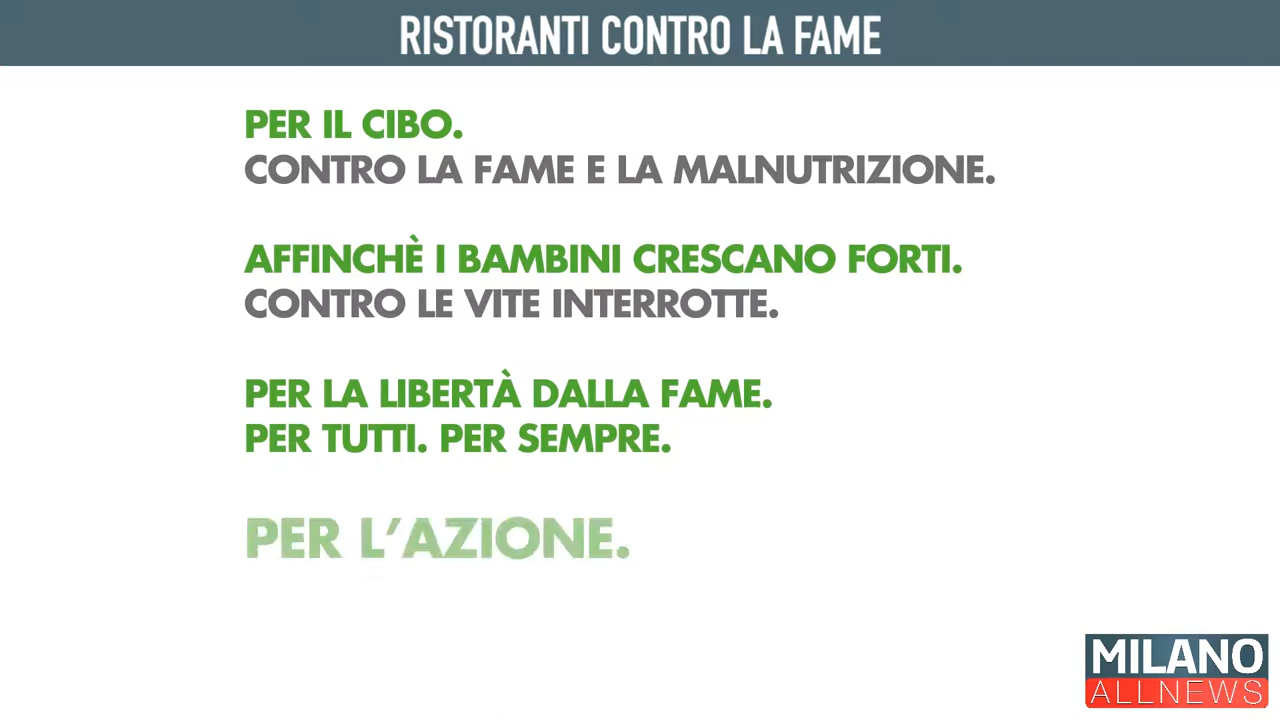 RISTORANTI CONTRO LA FAME
PER IL CIBO.
CONTRO LA FAME E LA MALNUTRIZIONE.
AFFINCHÈ I BAMBINI CRESCANO FORTI.
CONTRO LE VITE INTERROTTE.
PER LA LIBERTÀ DALLA FAME.
PER TUTTI. PER SEMPRE.
PER L’AZIONE.
MILANO
ALLNEWS